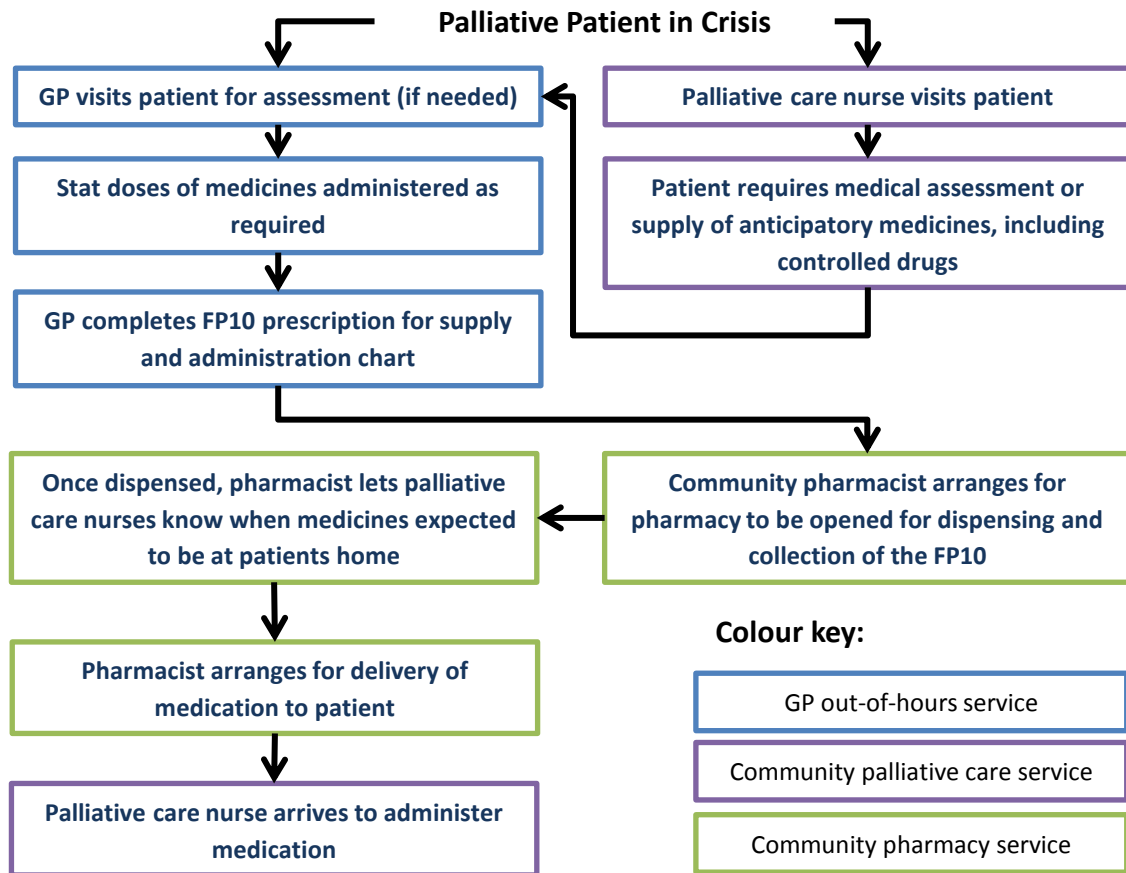 Palliative Patient in Crisis
GP visits patient for assessment (if needed)
Palliative care nurse visits patient
Stat doses of medicines administered as
required
Patient requires medical assessment or
supply of anticipatory medicines, including
controlled drugs
GP completes FP10 prescription for supply
and administration chart
Once dispensed, pharmacist lets palliative
care nurses know when medicines expected
to be at patients home
Community pharmacist arranges for
pharmacy to be opened for dispensing and
collection of the FP10
Pharmacist arranges for delivery of
medication to patient
Palliative care nurse arrives to administer
medication
Colour key:
GP out-of-hours service
Community palliative care service
Community pharmacy service